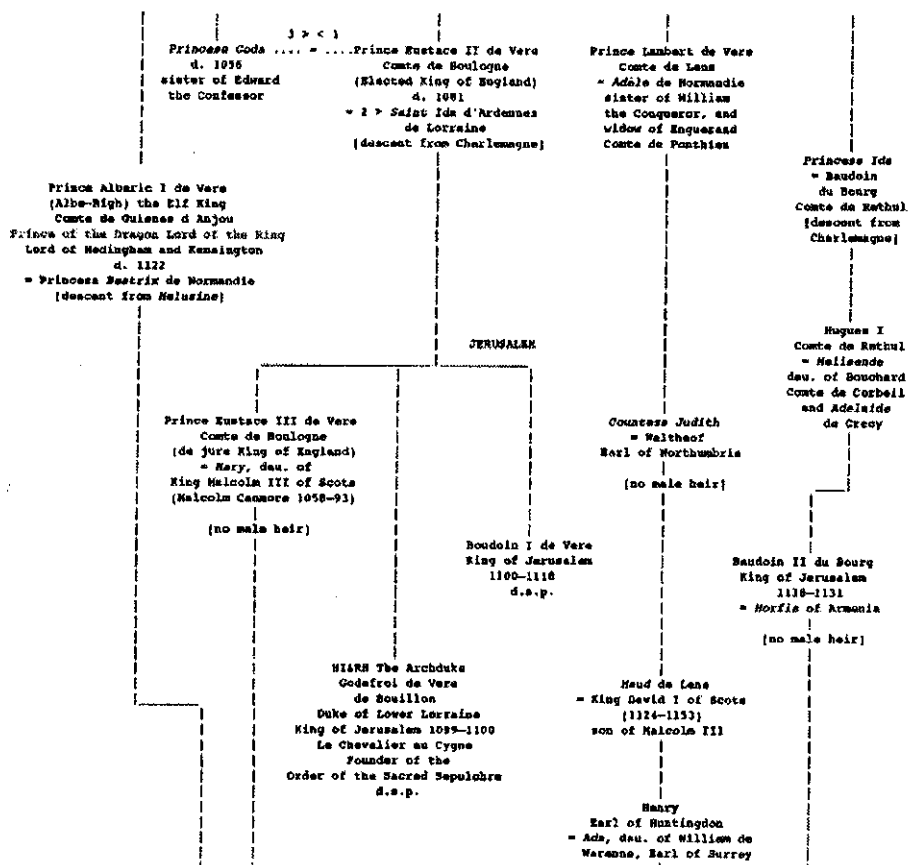 3 > < 1
Princess Goda .... = ....Prince Eustace II de Vere
d. 1056
sister of Edward
the Confessor
Comte de Boulogne
(Elected King of England)
d. 1081
= 2 > Saint Ida d'Ardennes
de Lorraine
[descent from Charlemagne]
Prince Lambert de Vere
Comte de Lens
= Adèle de Normandie
sister of William
the Conqueror, and
widow of Enguerand
Comte de Ponthieu
Princess Ida
= Baudoin
du Bourg
Comte de Rethul
[descent from
Charlemagne]
Prince Albaric I de Vere
(Albe-Righ) the Elf King
Comte de Guisnes d Anjou
Prince of the Dragon Lord of the Ring
Lord of Hedingham and Kensington
d. 1122
= Princess Beatrix de Normandie
[descent from Melusine]
JERUSALEM
Hugues I
Comte de Rethul
= Melisende
dau. of Bouchard
Comte de Corbeil
and Adelaide
de Crecy
Prince Eustace III de Vere
Comte de Boulogne
(de jure King of England)
= Mary, dau. of
King Malcolm III of Scots
(Malcolm Canmore 1058-93)
[no male heir]
Countess Judith
= Waltheof
Earl of Northumbria
[no male heir]
Boudoin I de Vere
King of Jerusalem
1100-1118
d.s.p.
Baudoin II du Bourg
King of Jerusalem
1118-1131
= Morfia of Armenia
[no male heir]
HI&RH The Archduke
Godefroi de Vere
de Bouillon
Duke of Lower Lorraine
King of Jerusalem 1099-1100
Le Chevalier au Cygne
Founder of the
Order of the Sacred Sepulchre
d.s.p.
Maud de Lens
= King David I of Scots
(1124-1153)
son of Malcolm III
Henry
Earl of Huntingdon
= Ada, dau. of William de
Warenne, Earl of Surrey